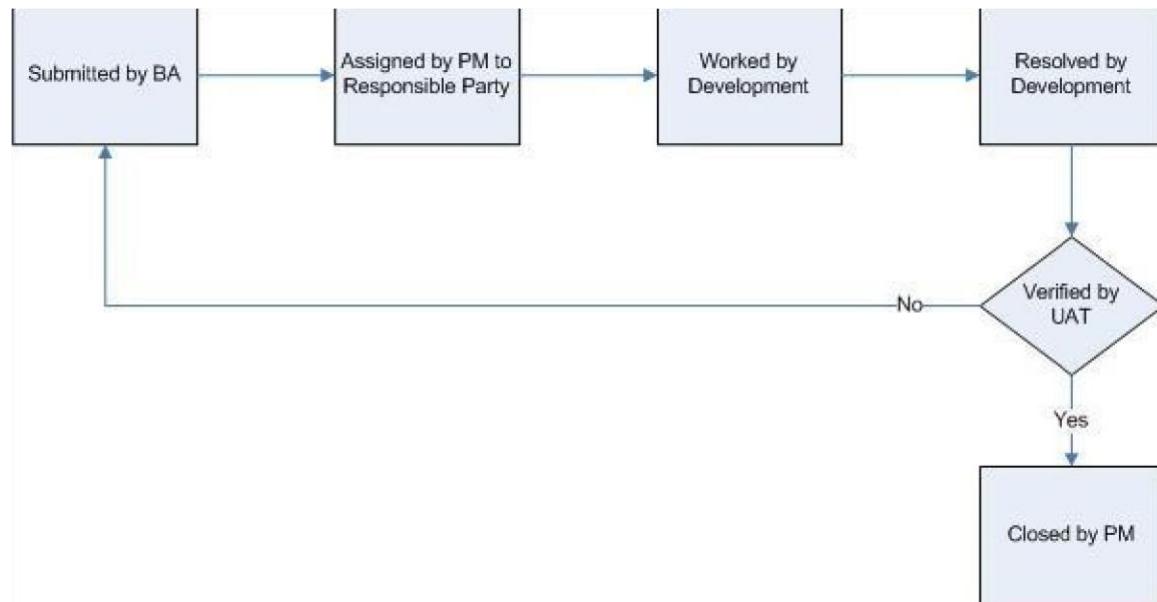 Submitted by BA
Assigned by PM to
Responsible Party
Worked by
Development
Resolved by
Development
Verified by
UAT
No
Yes
Closed by PM